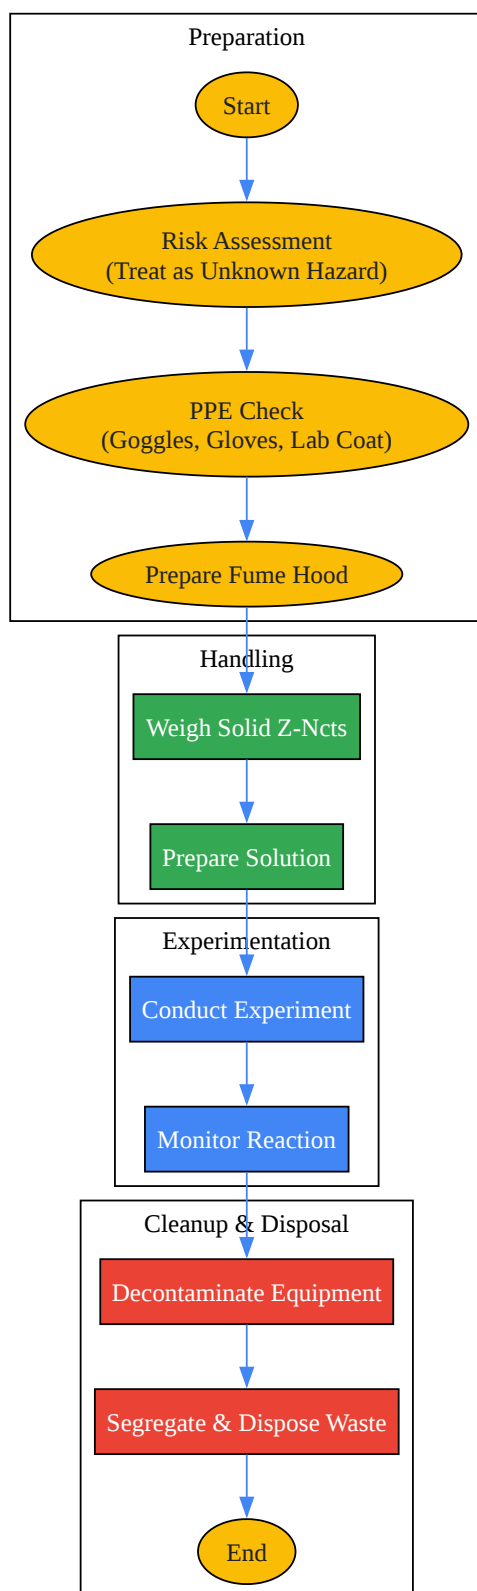 Preparation
Start
Risk Assessment
(Treat as Unknown Hazard)
PPE Check
(Goggles, Gloves, Lab Coat)
Prepare Fume Hood
Handling
Weigh Solid Z-Ncts
Prepare Solution
Experimentation
Conduct Experiment
Monitor Reaction
Cleanup & Disposal
Decontaminate Equipment
Segregate & Dispose Waste
End